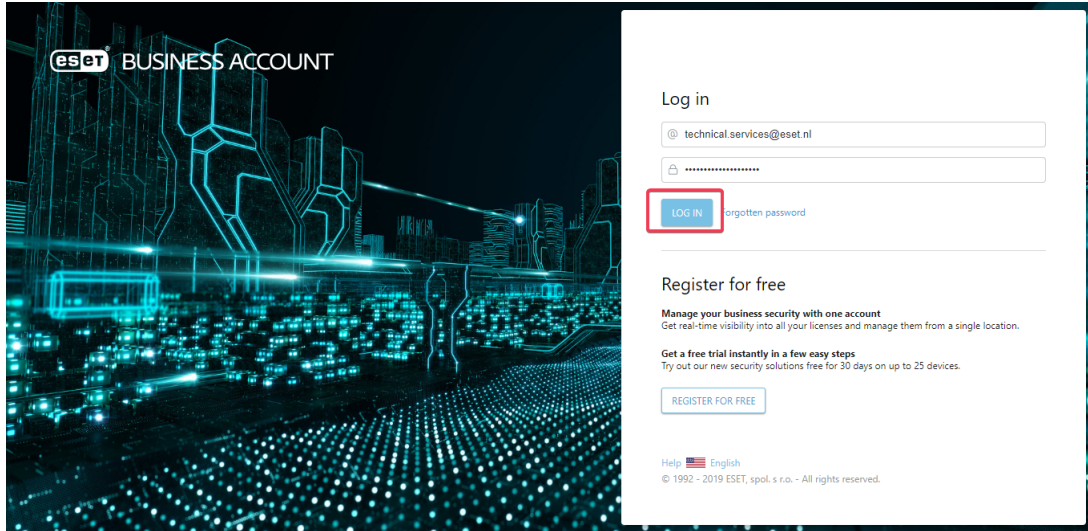 eset BUSINESS ACCOUNT
Log in
technical.services@eset.nl
LOG IN
orgotten password
Register for free
Manage your business security with one account
Get real-time visibility into all your licenses and manage them from a single location.
Get a free trial instantly in a few easy steps
Try out our new security solutions free for 30 days on up to 25 devices.
REGISTER FOR FREE
Help English
© 1992 - 2019 ESET, spol. s r.o. - All rights reserved.